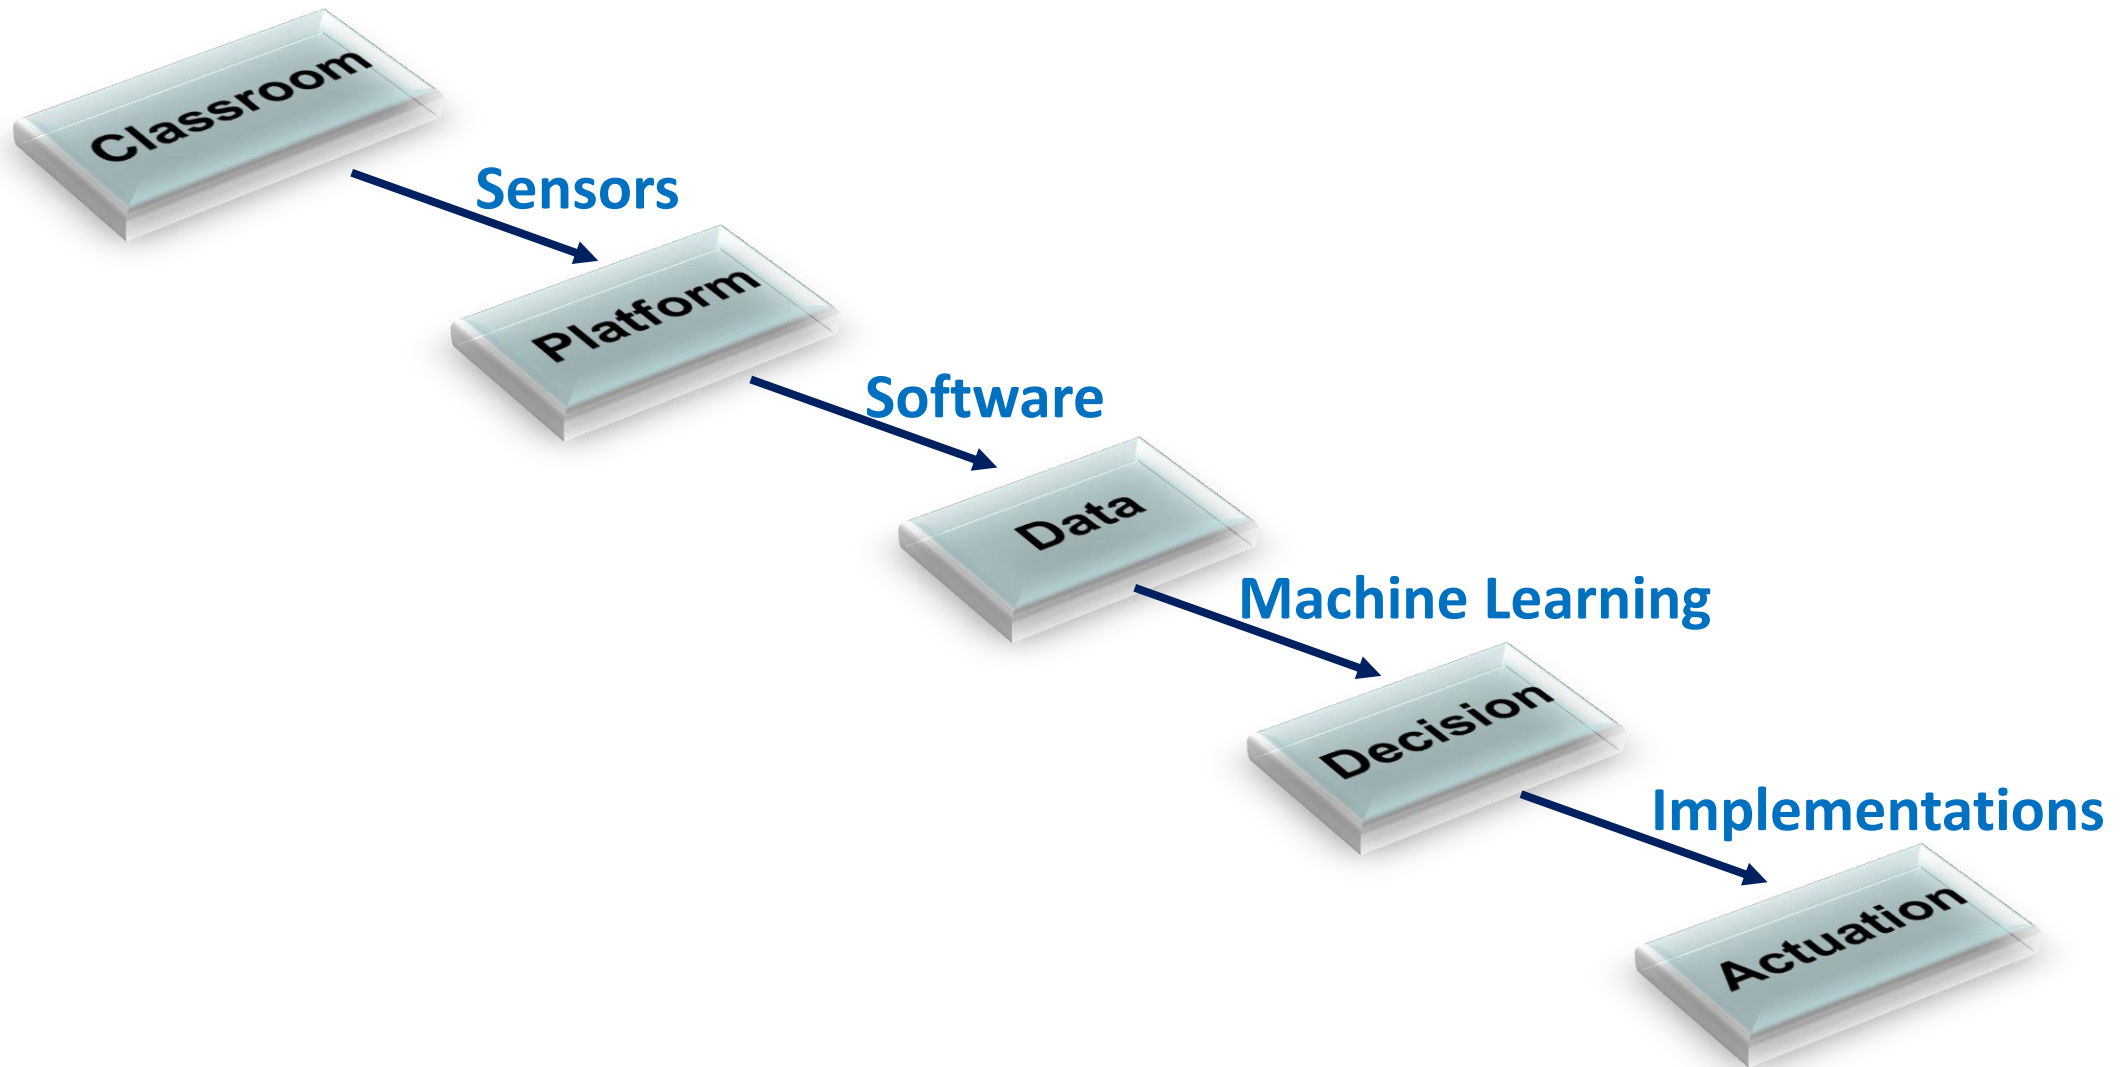 Classroom
Sensors
Platform
Software
Data
Machine Learning
Decision
Implementations
Actuation